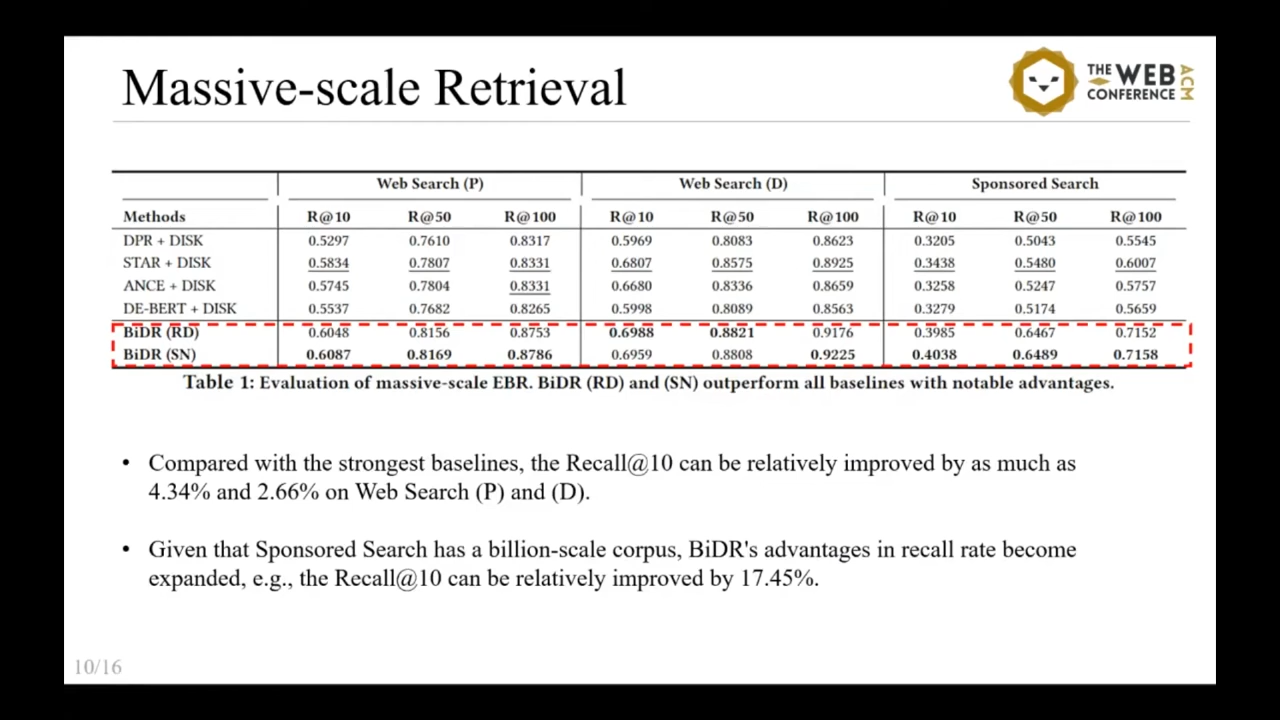 Massive-scale Retrieval
THE WEB CONFERENCE ACM
Web Search (P) Web Search (D) Sponsored Search
Methods R@10 R@50 R@100 R@10 R@50 R@100 R@10 R@50 R@100
DPR + DISK 0.5297 0.7610 0.8317 0.5969 0.8083 0.8623 0.3205 0.5043 0.5545
STAR + DISK 0.5834 0.7807 0.8331 0.6807 0.8575 0.8925 0.3438 0.5480 0.6007
ANCE + DISK 0.5745 0.7804 0.8331 0.6680 0.8336 0.8659 0.3258 0.5247 0.5757
DE-BERT + DISK 0.5537 0.7682 0.8265 0.5998 0.8089 0.8563 0.3279 0.5174 0.5659
BiDR (RD) 0.6048 0.8156 0.8753 0.6988 0.8821 0.9176 0.3985 0.6467 0.7152
BiDR (SN) 0.6087 0.8169 0.8786 0.6959 0.8808 0.9225 0.4038 0.6489 0.7158
Table 1: Evaluation of massive-scale EBR. BiDR (RD) and (SN) outperform all baselines with notable advantages.
• Compared with the strongest baselines, the Recall@10 can be relatively improved by as much as
4.34% and 2.66% on Web Search (P) and (D).
• Given that Sponsored Search has a billion-scale corpus, BiDR's advantages in recall rate become
expanded, e.g., the Recall@10 can be relatively improved by 17.45%.
10/16